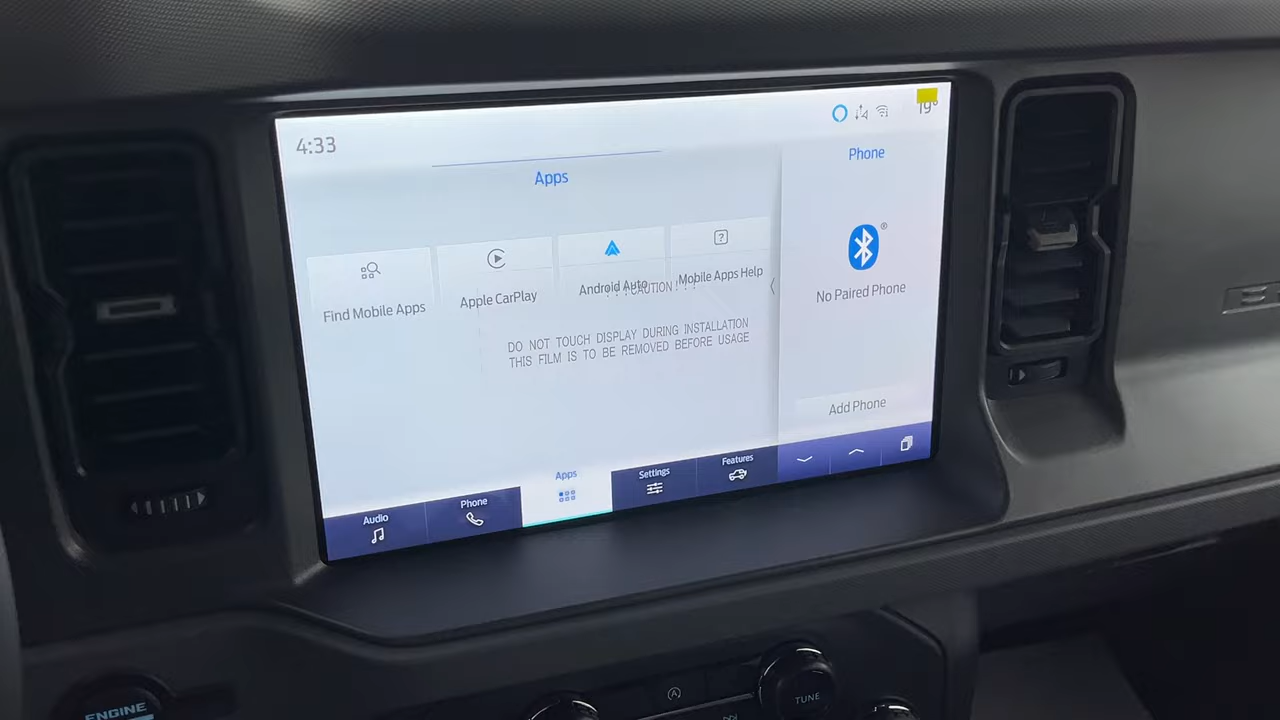 4:33
19°
Apps
Phone
Find Mobile Apps
Apple CarPlay
Android Auto
Mobile Apps Help
! ! ! CAUTION ! ! !
DO NOT TOUCH DISPLAY DURING INSTALLATION
THIS FILM IS TO BE REMOVED BEFORE USAGE
®
No Paired Phone
Add Phone
Audio
Phone
Apps
Settings
Features
ENGINE
TUNE